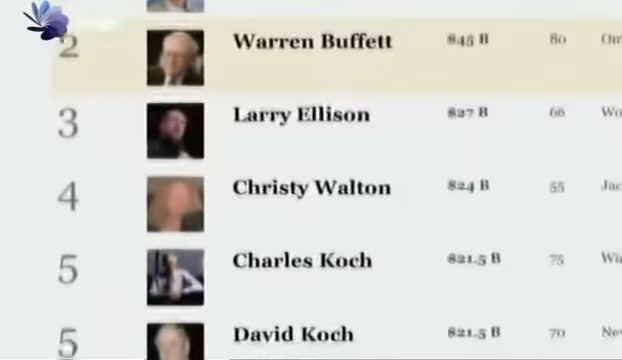 2 Warren Buffett $45 B 80
3 Larry Ellison $27 B 66
4 Christy Walton $24 B 55
5 Charles Koch $21.5 B 75
5 David Koch $21.5 B 70